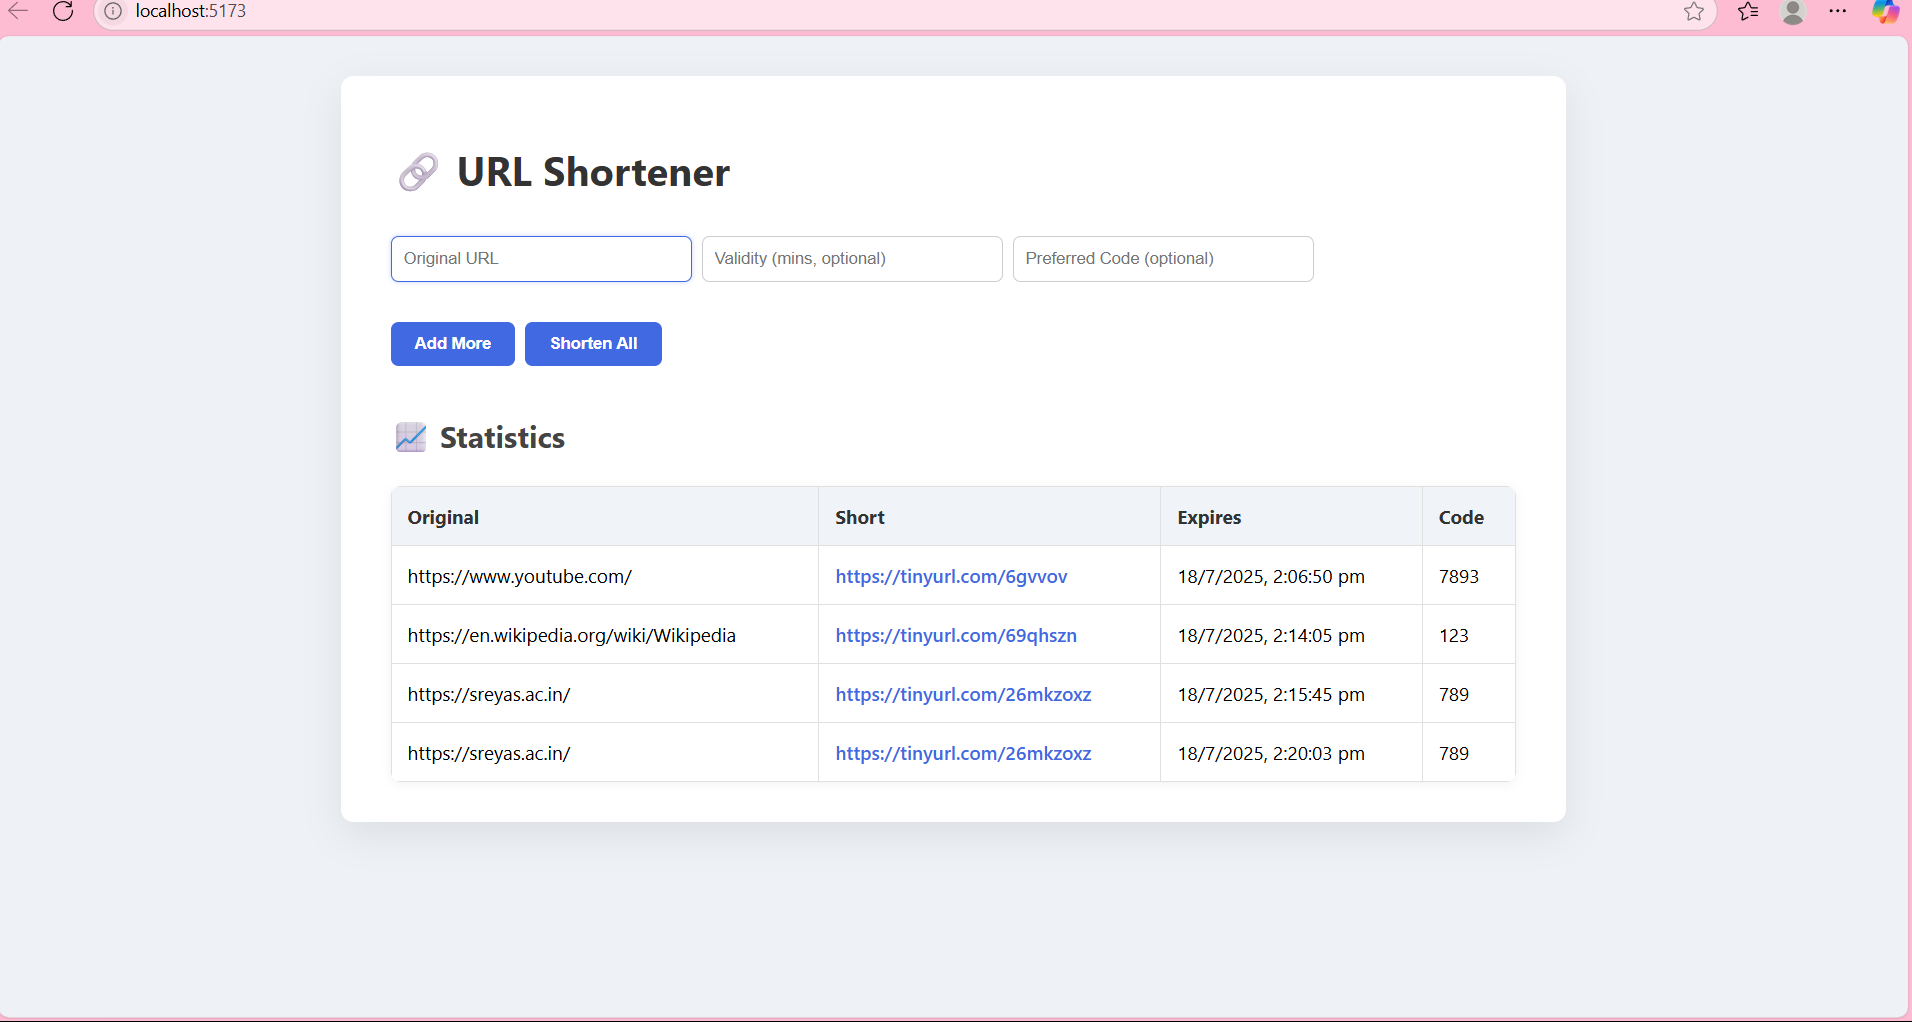 localhost:5173
URL Shortener
Original URL Validity (mins, optional) Preferred Code (optional)
Add More Shorten All
Statistics
Original Short Expires Code
https://www.youtube.com/ https://tinyurl.com/6gvvov 18/7/2025, 2:06:50 pm 7893
https://en.wikipedia.org/wiki/Wikipedia https://tinyurl.com/69qhszn 18/7/2025, 2:14:05 pm 123
https://sreyas.ac.in/ https://tinyurl.com/26mkzoxz 18/7/2025, 2:15:45 pm 789
https://sreyas.ac.in/ https://tinyurl.com/26mkzoxz 18/7/2025, 2:20:03 pm 789